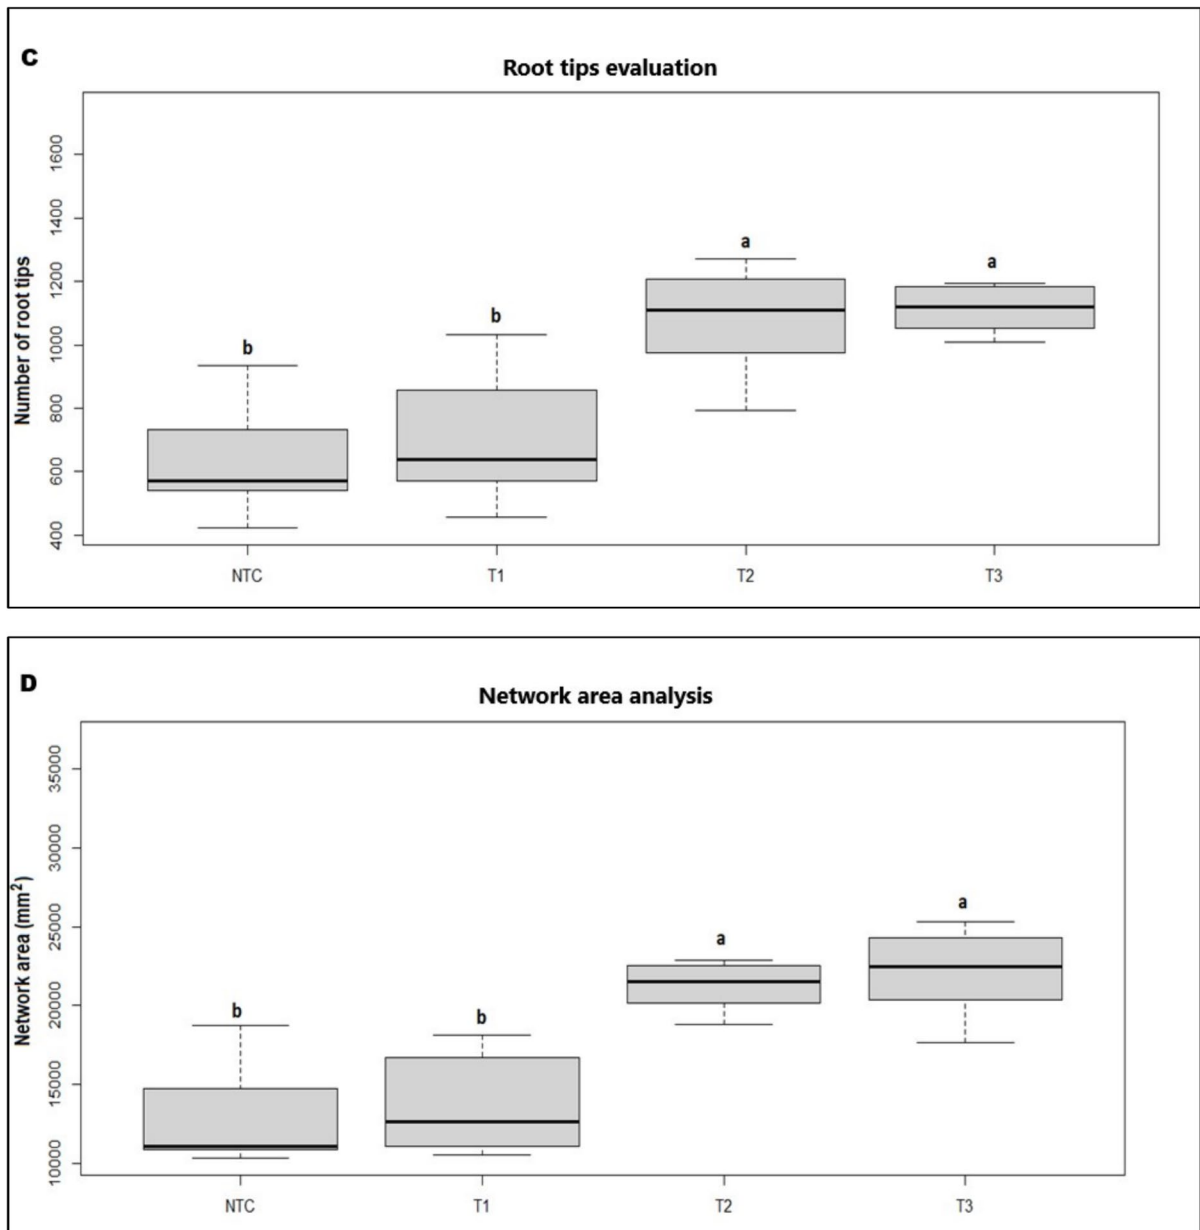 C
Root tips evaluation
Number of root tips
1600
1400
1200
1000
800
600
400
b
b
a
a
NTC T1 T2 T3
D
Network area analysis
Network area (mm²)
35000
30000
25000
20000
15000
10000
b
b
a
a
NTC T1 T2 T3